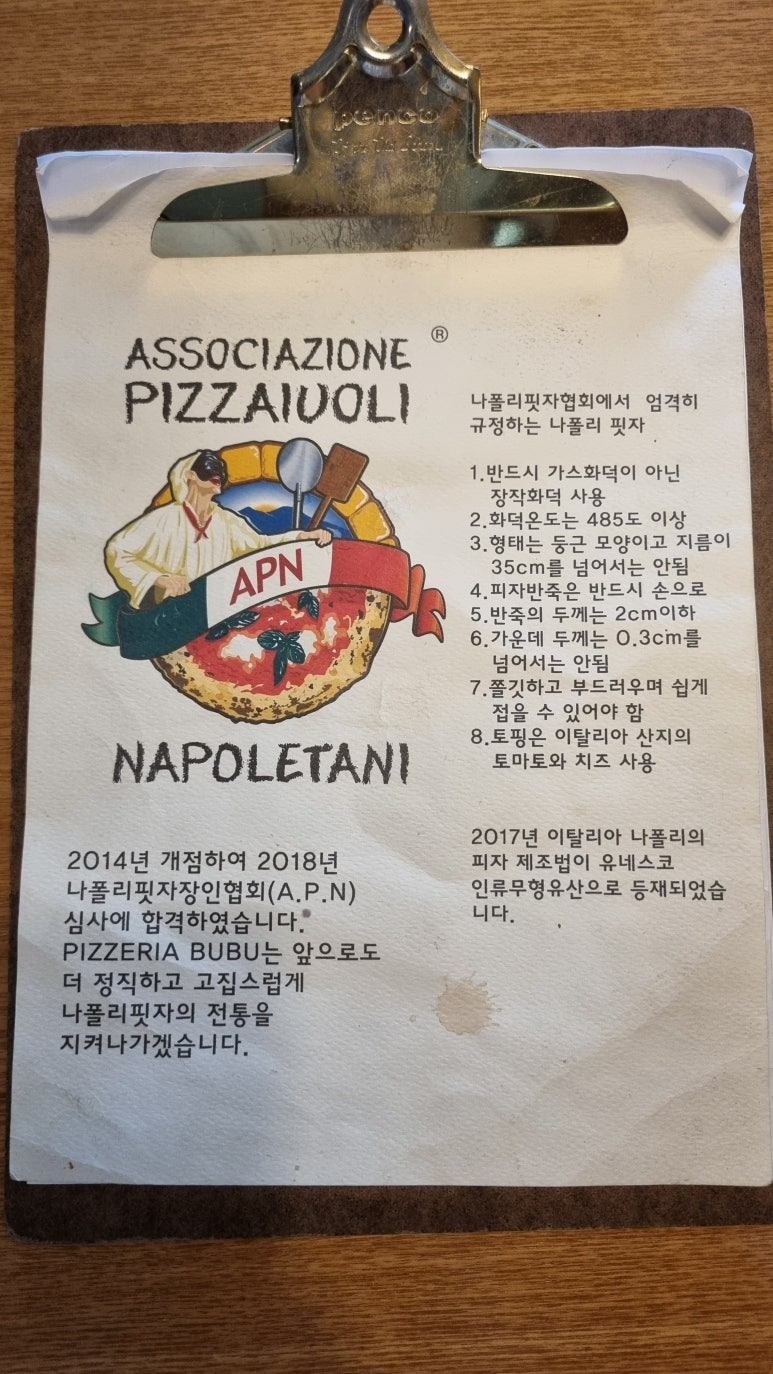 penco
ASSOCIAZIONE ®
PIZZAIUOLI
APN
NAPOLETANI
2014년 개점하여 2018년
나폴리핏자장인협회(A.P.N)
심사에 합격하였습니다.
PIZZERIA BUBU는 앞으로도
더 정직하고 고집스럽게
나폴리핏자의 전통을
지켜나가겠습니다.
나폴리핏자협회에서 엄격히
규정하는 나폴리 핏자
1.반드시 가스화덕이 아닌
장작화덕 사용
2.화덕온도는 485도 이상
3.형태는 둥근 모양이고 지름이
35cm를 넘어서는 안됨
4.피자반죽은 반드시 손으로
5.반죽의 두께는 2cm이하
6.가운데 두께는 0.3cm를
넘어서는 안됨
7.쫄깃하고 부드러우며 쉽게
접을 수 있어야 함
8.토핑은 이탈리아 산지의
토마토와 치즈 사용
2017년 이탈리아 나폴리의
피자 제조법이 유네스코
인류무형유산으로 등재되었습
니다.